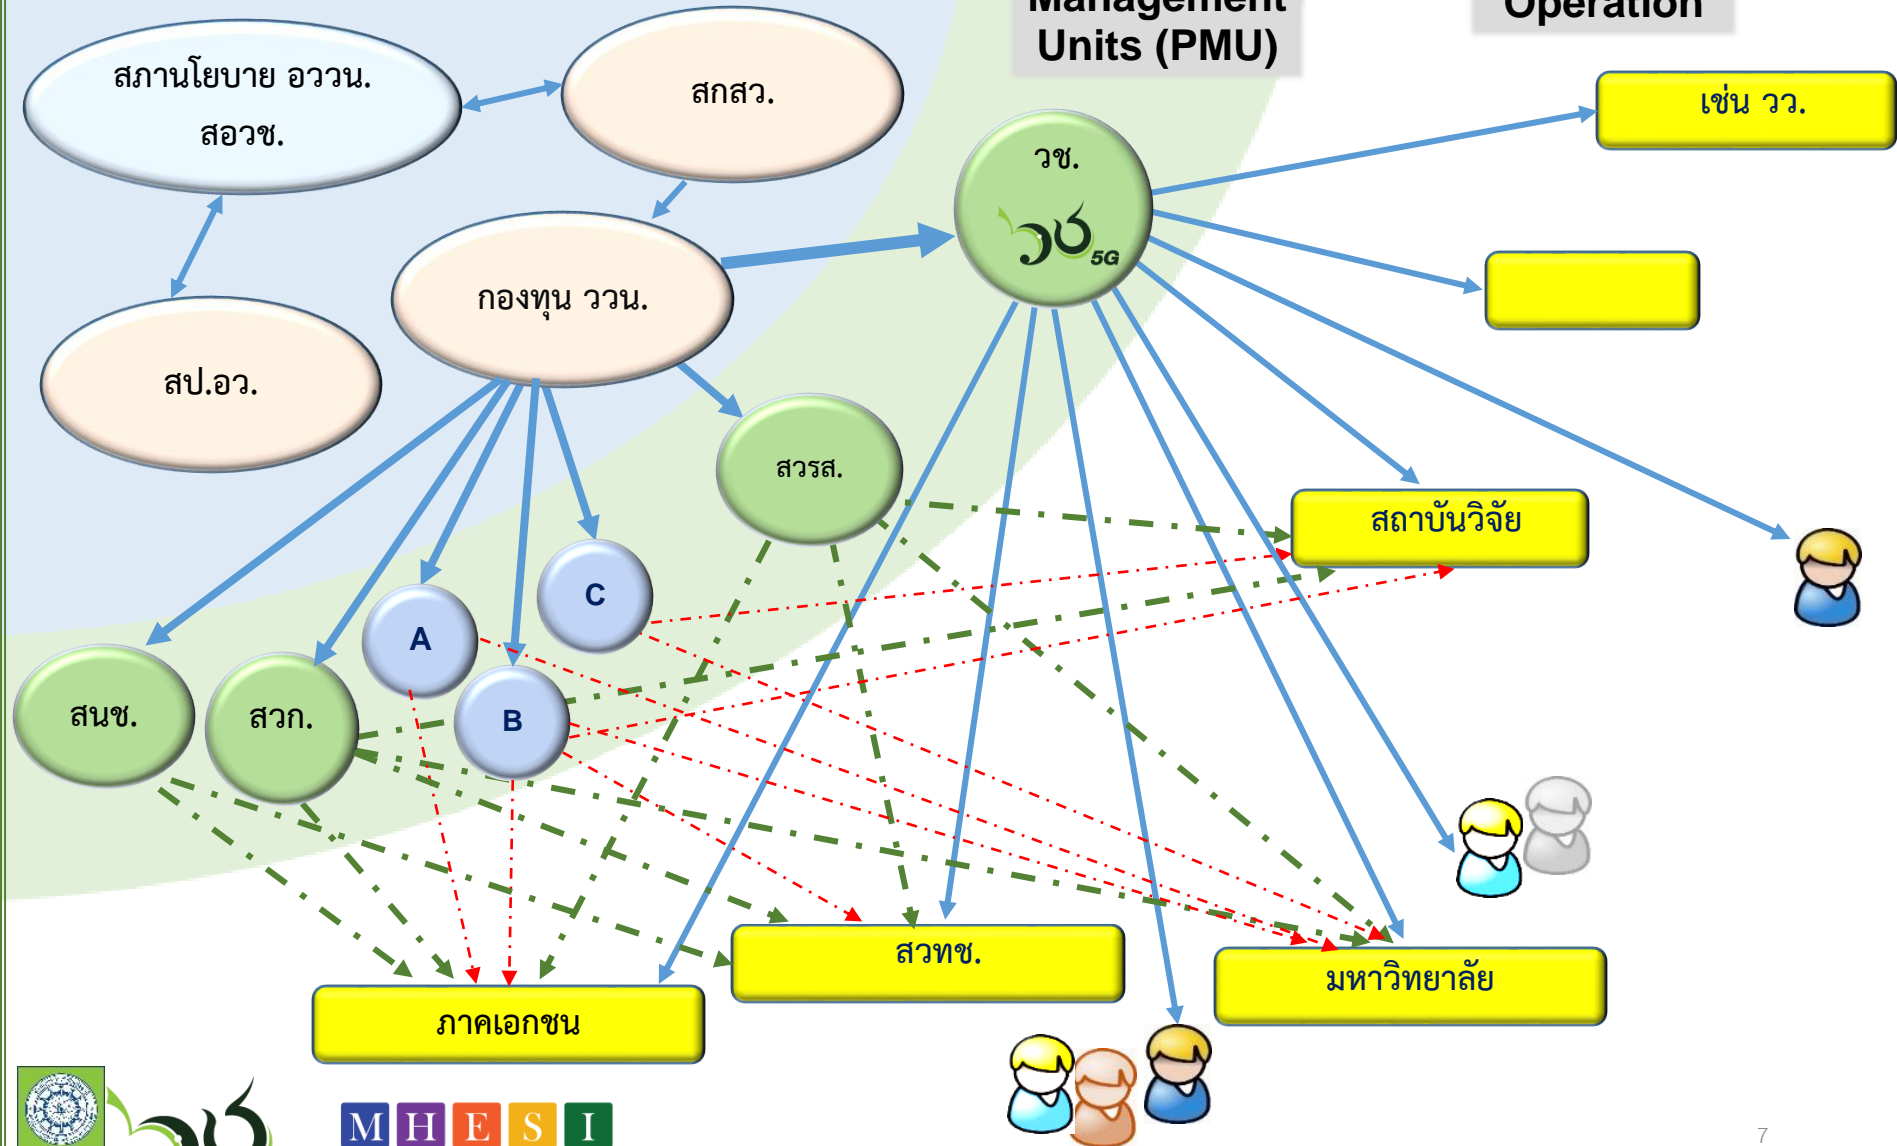 Management
Units (PMU)
Operation
สภานโยบาย อววน.
สอวช.
สกสว.
วช.
5G
เช่น วว.
กองทุน ววน.
สป.อว.
สวรส.
สถาบันวิจัย
C
A
B
สนช.
สวก.
สวทช.
มหาวิทยาลัย
ภาคเอกชน
M H E S I
7